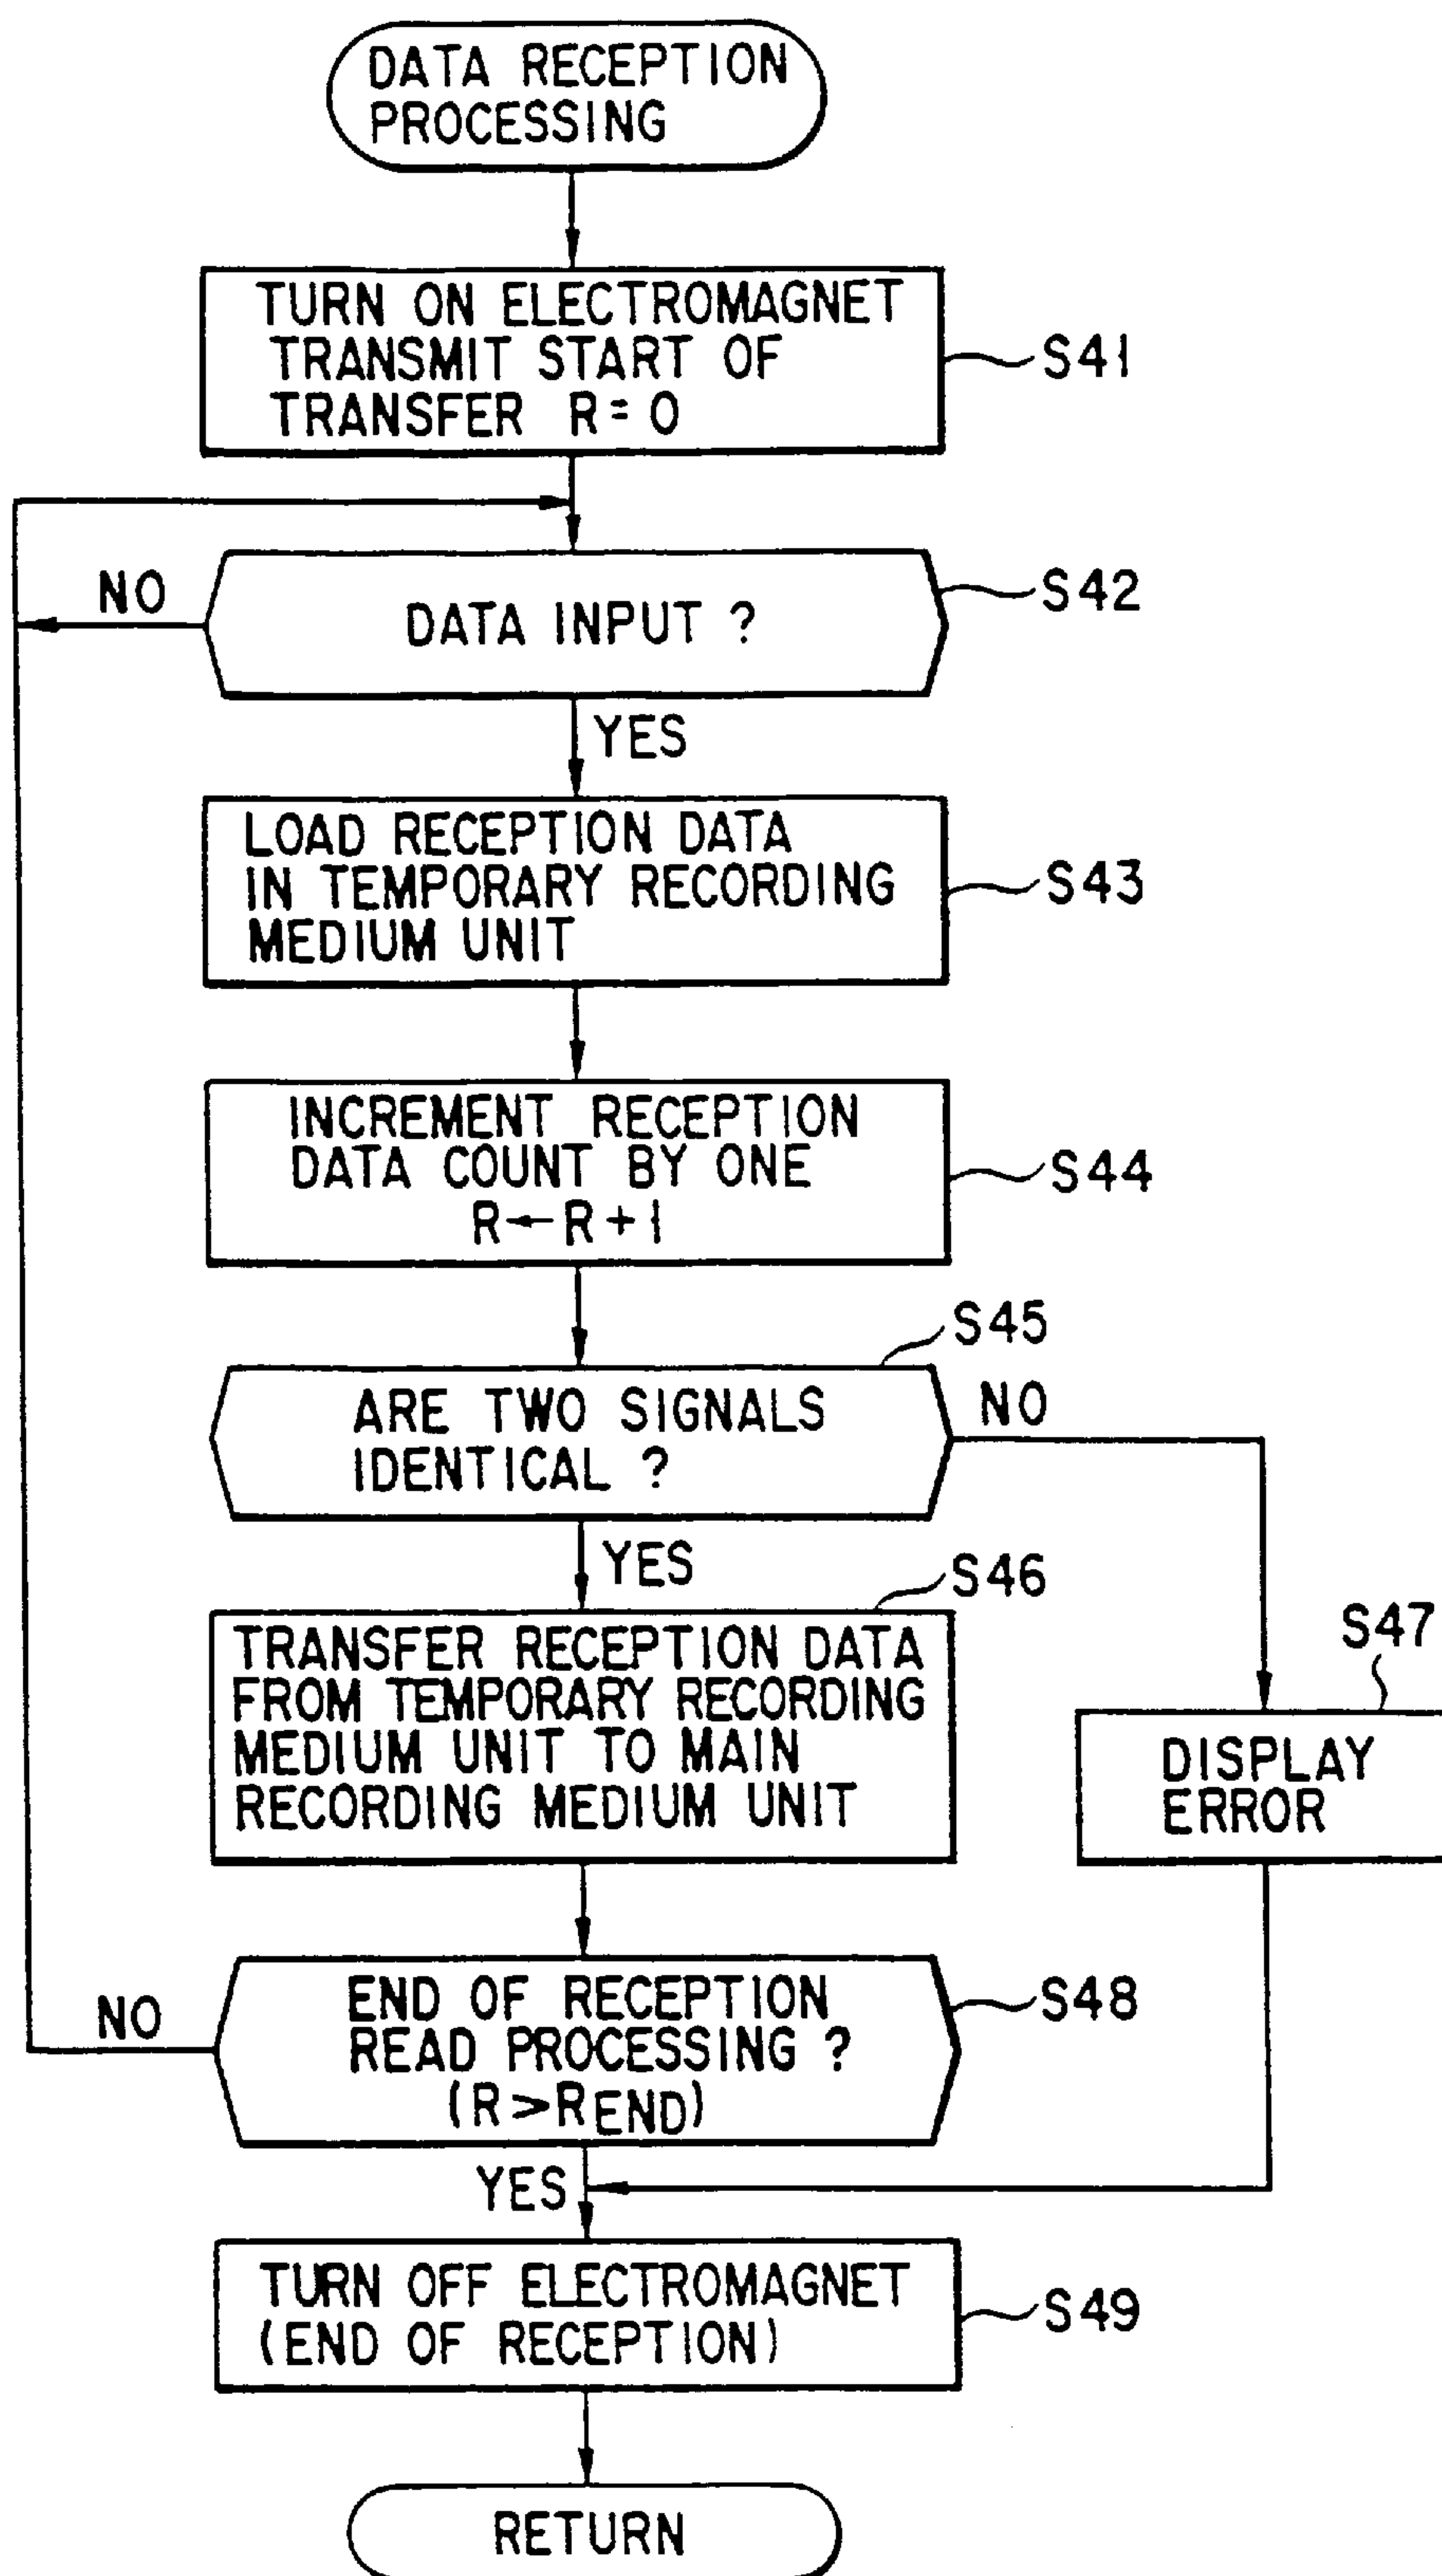 DATA RECEPTION
PROCESSING
TURN ON ELECTROMAGNET
TRANSMIT START OF
TRANSFER R = 0
S41
NO
DATA INPUT ?
S42
YES
LOAD RECEPTION DATA
IN TEMPORARY RECORDING
MEDIUM UNIT
S43
INCREMENT RECEPTION
DATA COUNT BY ONE
R ← R + 1
S44
S45
ARE TWO SIGNALS
IDENTICAL ?
NO
YES
S46
TRANSFER RECEPTION DATA
FROM TEMPORARY RECORDING
MEDIUM UNIT TO MAIN
RECORDING MEDIUM UNIT
S47
DISPLAY
ERROR
NO
END OF RECEPTION
READ PROCESSING ?
(R > REND)
S48
YES
TURN OFF ELECTROMAGNET
(END OF RECEPTION)
S49
RETURN